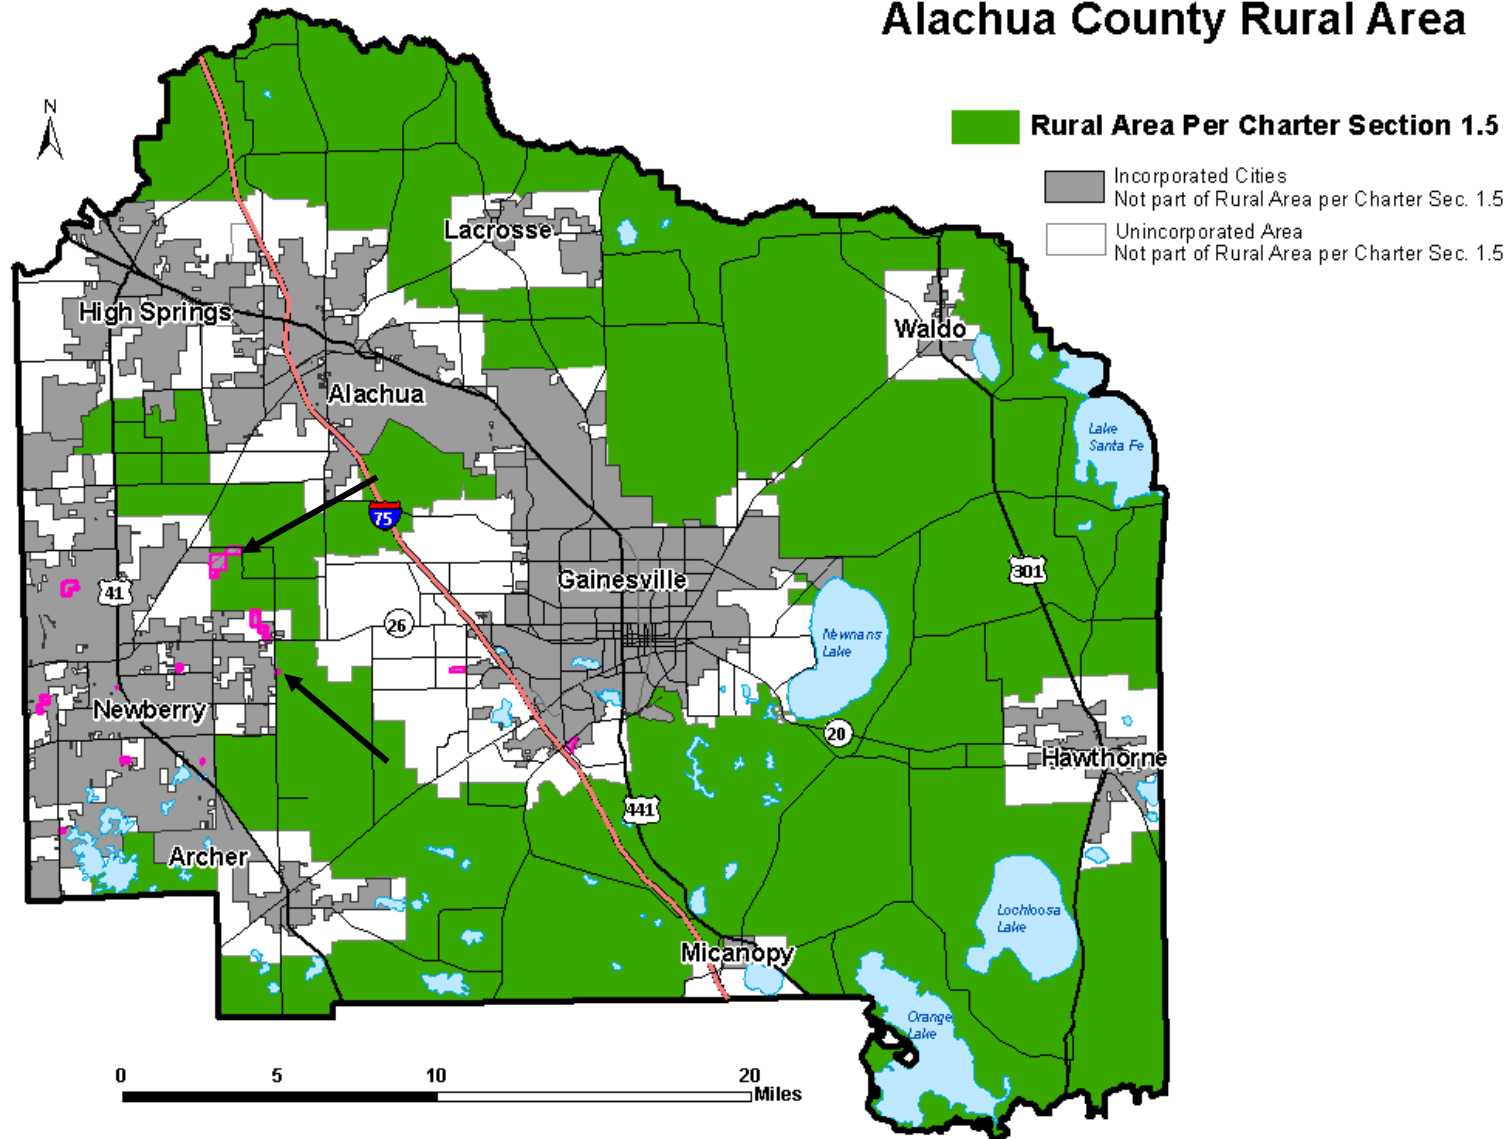 Alachua County Rural Area
N
Rural Area Per Charter Section 1.5
Incorporated Cities
Not part of Rural Area per Charter Sec. 1.5
Unincorporated Area
Not part of Rural Area per Charter Sec. 1.5
Lacrosse
High Springs
Waldo
Alachua
Lake
Santa Fe
75
41
Gainesville
301
26
Newnans
Lake
Newberry
20
Hawthorne
441
Archer
Lochloosa
Lake
Micanopy
Orange
Lake
0 5 10 20
Miles